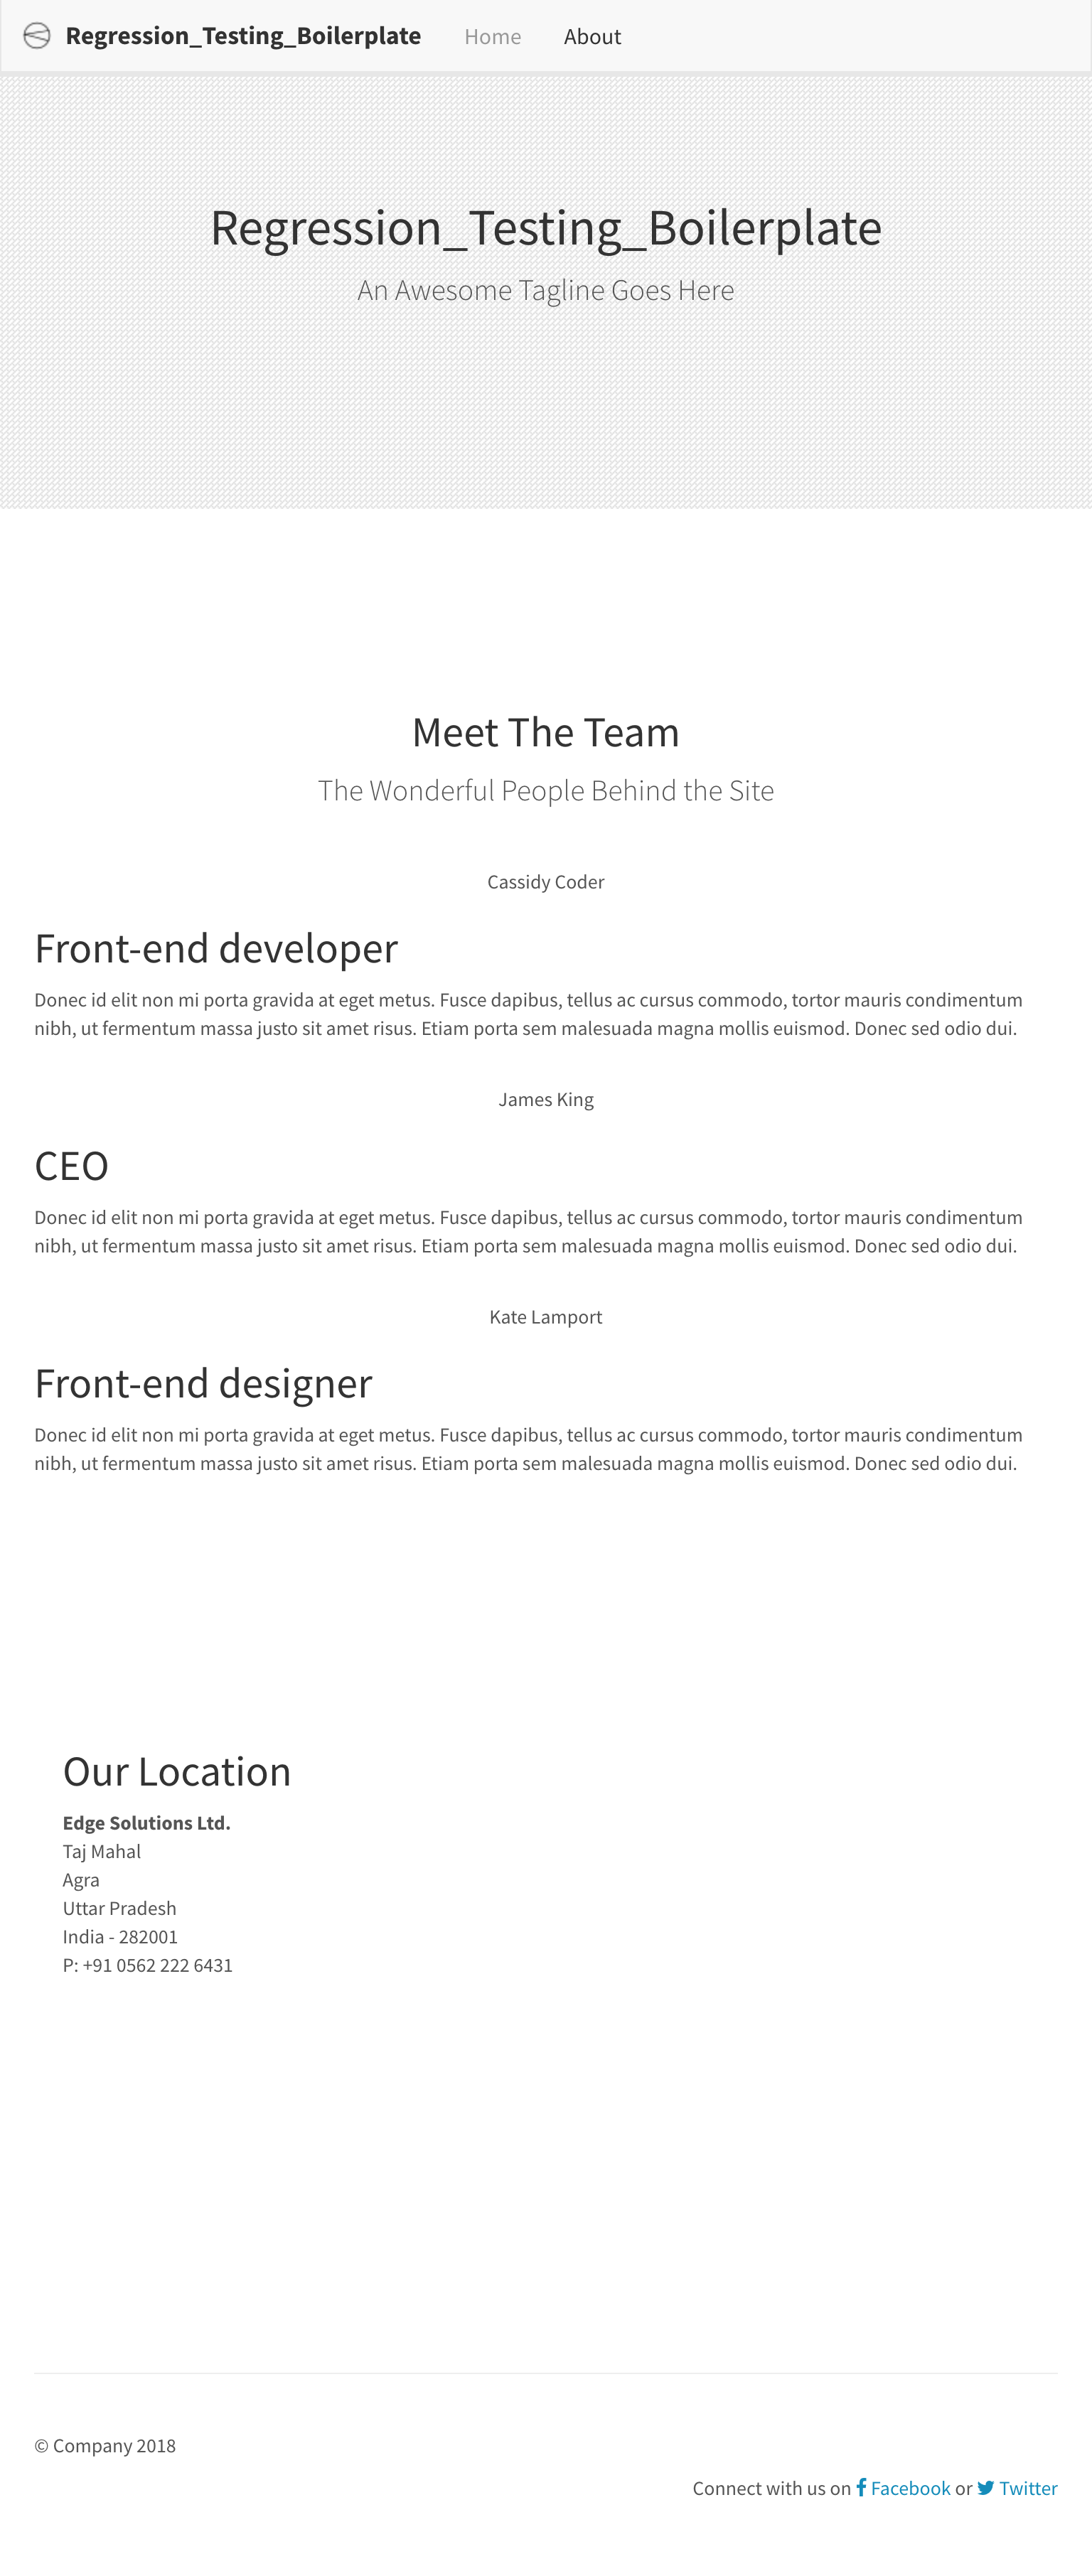 Regression_Testing_Boilerplate Home About
Regression_Testing_Boilerplate
An Awesome Tagline Goes Here
Meet The Team
The Wonderful People Behind the Site
Cassidy Coder
Front-end developer
Donec id elit non mi porta gravida at eget metus. Fusce dapibus, tellus ac cursus commodo, tortor mauris condimentum
nibh, ut fermentum massa justo sit amet risus. Etiam porta sem malesuada magna mollis euismod. Donec sed odio dui.
James King
CEO
Donec id elit non mi porta gravida at eget metus. Fusce dapibus, tellus ac cursus commodo, tortor mauris condimentum
nibh, ut fermentum massa justo sit amet risus. Etiam porta sem malesuada magna mollis euismod. Donec sed odio dui.
Kate Lamport
Front-end designer
Donec id elit non mi porta gravida at eget metus. Fusce dapibus, tellus ac cursus commodo, tortor mauris condimentum
nibh, ut fermentum massa justo sit amet risus. Etiam porta sem malesuada magna mollis euismod. Donec sed odio dui.
Our Location
Edge Solutions Ltd.
Taj Mahal
Agra
Uttar Pradesh
India - 282001
P: +91 0562 222 6431
© Company 2018
Connect with us on Facebook or Twitter